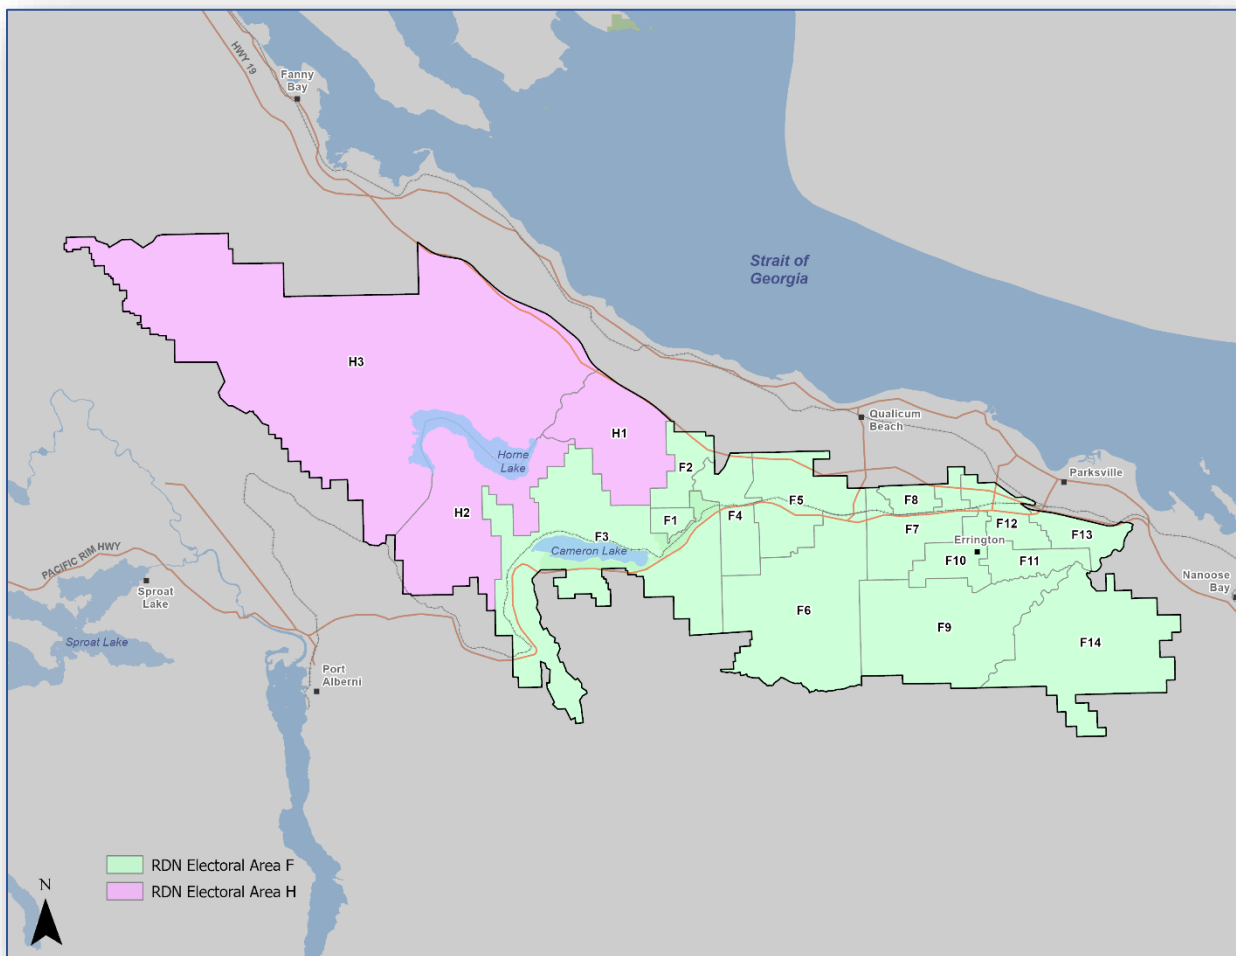 HWY 19
Fanny
Bay
Strait of
Georgia
H3
Qualicum
Beach
H1
Horne
Lake
F2
Parksville
H2
F5
F8
F1
F4
F7
F12
F3
F13
Errington
Cameron Lake
F10
F11
PACIFIC RIM HWY
Sproat
Lake
Nanoose
Bay
F6
F9
F14
Sproat Lake
Port
Alberni
RDN Electoral Area F
RDN Electoral Area H
N